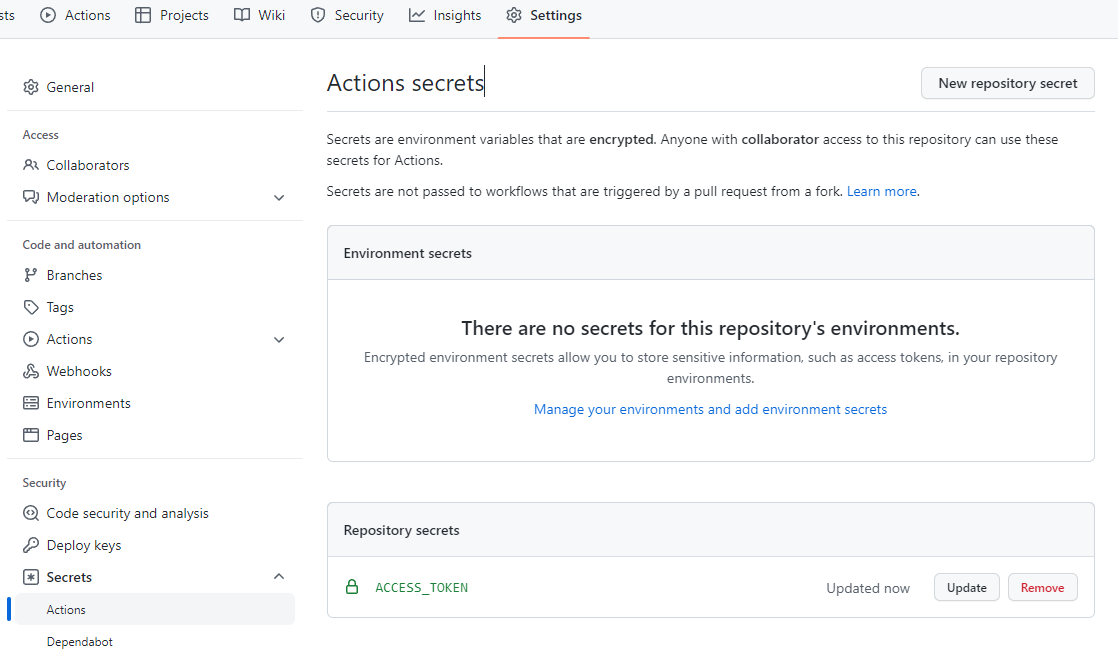 sts Actions Projects Wiki Security Insights Settings
General
Access
Collaborators
Moderation options
Code and automation
Branches
Tags
Actions
Webhooks
Environments
Pages
Security
Code security and analysis
Deploy keys
Secrets
Actions
Dependabot
Actions secrets
New repository secret
Secrets are environment variables that are encrypted. Anyone with collaborator access to this repository can use these
secrets for Actions.
Secrets are not passed to workflows that are triggered by a pull request from a fork. Learn more.
Environment secrets
There are no secrets for this repository's environments.
Encrypted environment secrets allow you to store sensitive information, such as access tokens, in your repository
environments.
Manage your environments and add environment secrets
Repository secrets
ACCESS_TOKEN Updated now Update Remove